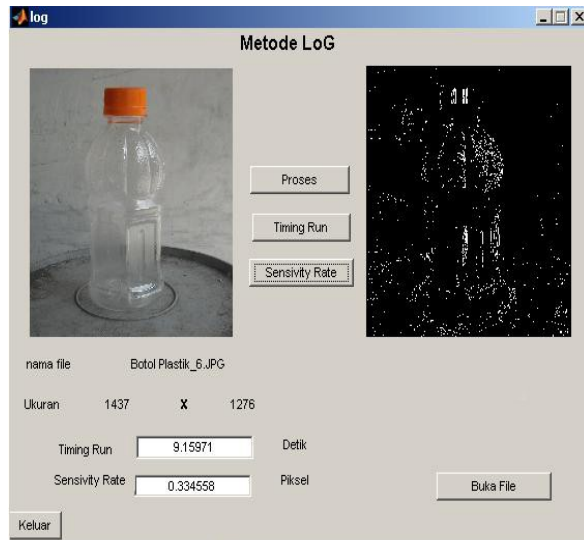 log
Metode LoG
Proses
Timing Run
Sensivity Rate
nama file Botol Plastik_6.JPG
Ukuran 1437 X 1276
Timing Run 9.15971 Detik
Sensivity Rate 0.334558 Piksel
Buka File
Keluar